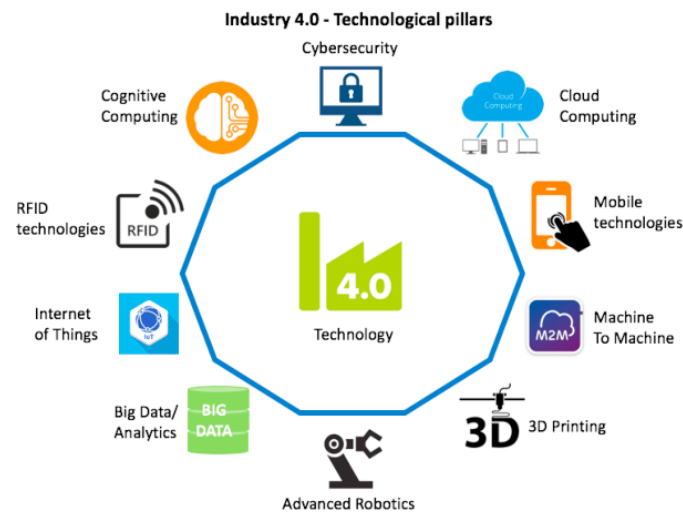 Industry 4.0 - Technological pillars
Cybersecurity
Cognitive
Computing
Cloud
Computing
Cloud
Computing
RFID
technologies
RFID
Mobile
technologies
4.0
Technology
Internet
of Things
IoT
M2M
Machine
To Machine
Big Data/
Analytics
BIG
DATA
3D
3D Printing
Advanced Robotics